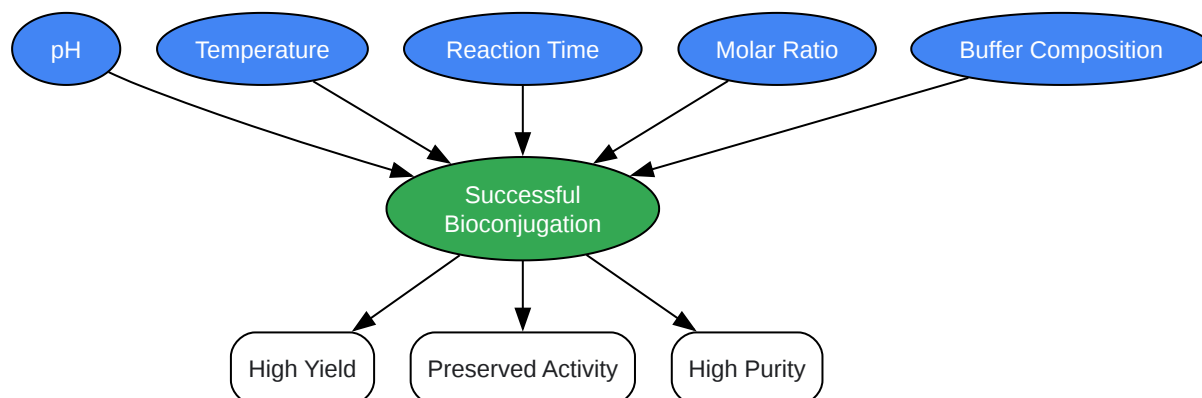 pH
Temperature
Reaction Time
Molar Ratio
Buffer Composition
Successful
Bioconjugation
High Yield
Preserved Activity
High Purity